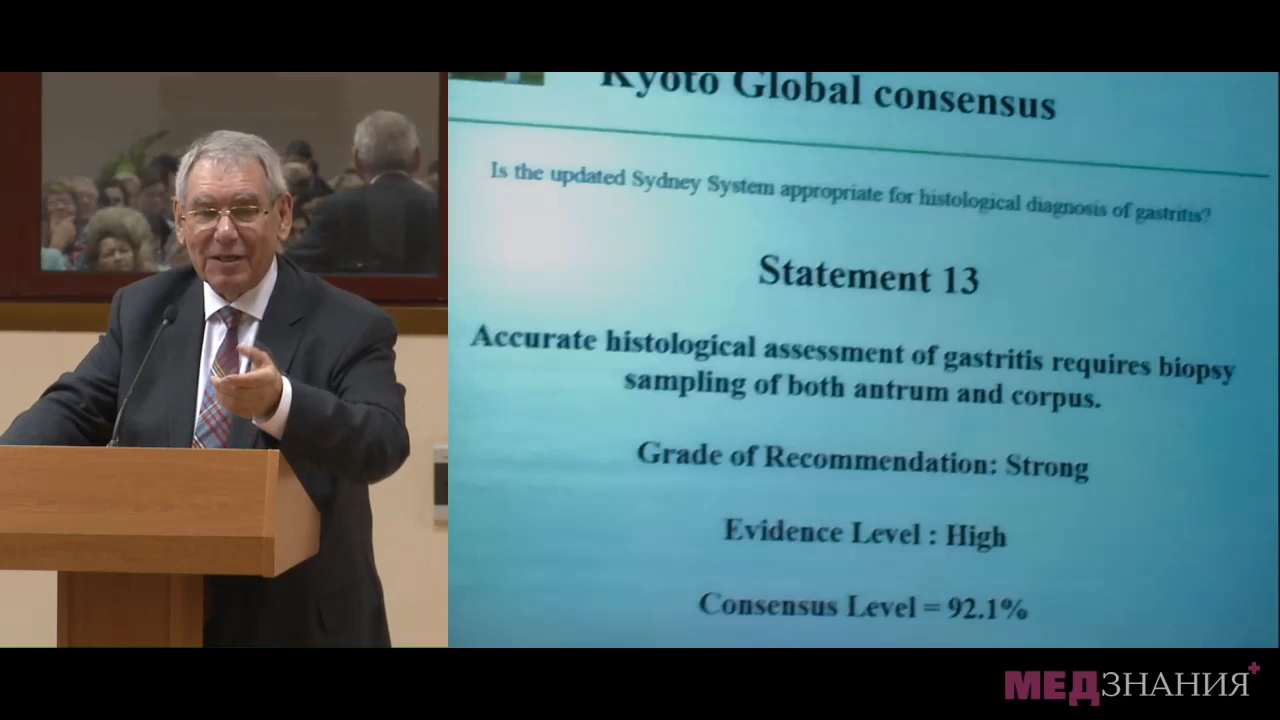 Kyoto Global consensus
Is the updated Sydney System appropriate for histological diagnosis of gastritis?
Statement 13
Accurate histological assessment of gastritis requires biopsy
sampling of both antrum and corpus.
Grade of Recommendation: Strong
Evidence Level : High
Consensus Level = 92.1%
МЕДЗНАНИЯ+